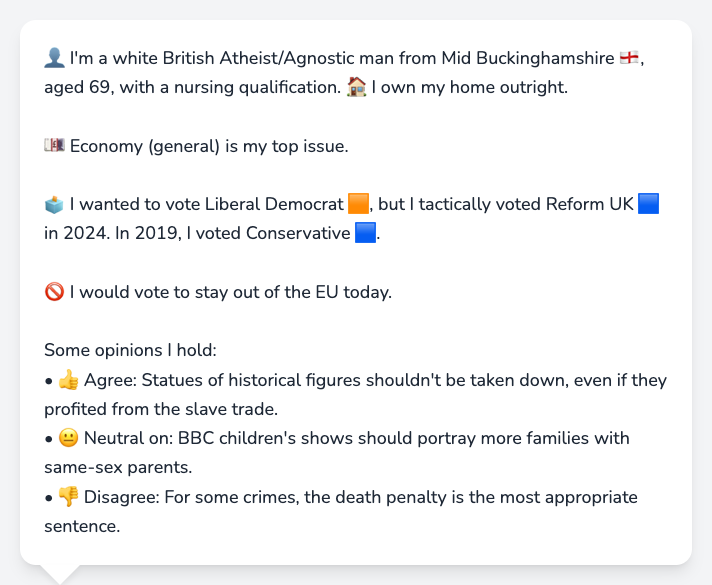 👤 I'm a white British Atheist/Agnostic man from Mid Buckinghamshire 🏴󠁧󠁢󠁥󠁮󠁧󠁿,
aged 69, with a nursing qualification. 🏠 I own my home outright.
💷 Economy (general) is my top issue.
🗳️ I wanted to vote Liberal Democrat 🟧, but I tactically voted Reform UK 🟦
in 2024. In 2019, I voted Conservative 🟦.
🚫 I would vote to stay out of the EU today.
Some opinions I hold:
• 👍 Agree: Statues of historical figures shouldn't be taken down, even if they
profited from the slave trade.
• 😐 Neutral on: BBC children's shows should portray more families with
same-sex parents.
• 👎 Disagree: For some crimes, the death penalty is the most appropriate
sentence.